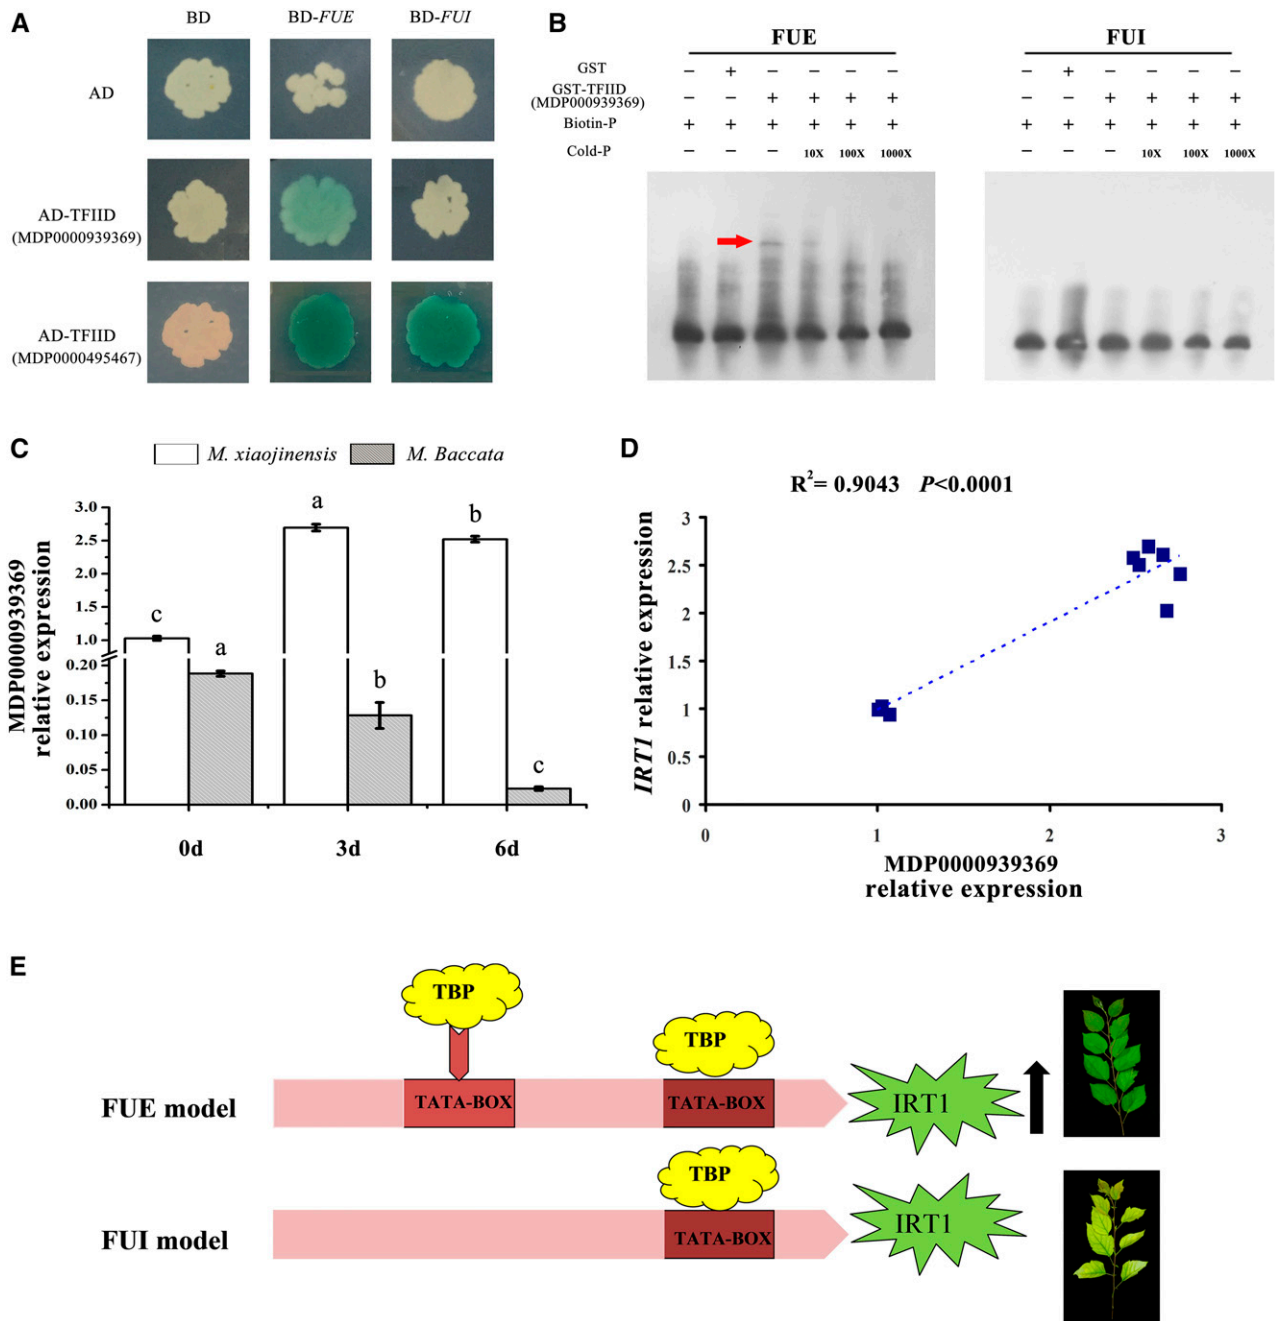 A
BD BD-FUE BD-FUI
AD
AD-TFIID
(MDP0000939369)
AD-TFIID
(MDP0000495467)
B
FUE FUI
GST − + − − − − − + − − − −
GST-TFIID
(MDP000939369) − − + + + + − − + + + +
Biotin-P + + + + + + + + + + + +
Cold-P − − − 10X 100X 1000X − − − 10X 100X 1000X
C
M. xiaojinensis M. Baccata
MDP0000939369
relative expression
3.0
2.5
2.0
1.5
1.0
0.20
0.15
0.10
0.05
0.00
c a a b b c
0d 3d 6d
D
R²= 0.9043 P<0.0001
IRT1 relative expression
3
2.5
2
1.5
1
0.5
0
0 1 2 3
MDP0000939369
relative expression
E
TBP
TBP
FUE model
TATA-BOX TATA-BOX IRT1
TBP
FUI model
TATA-BOX IRT1